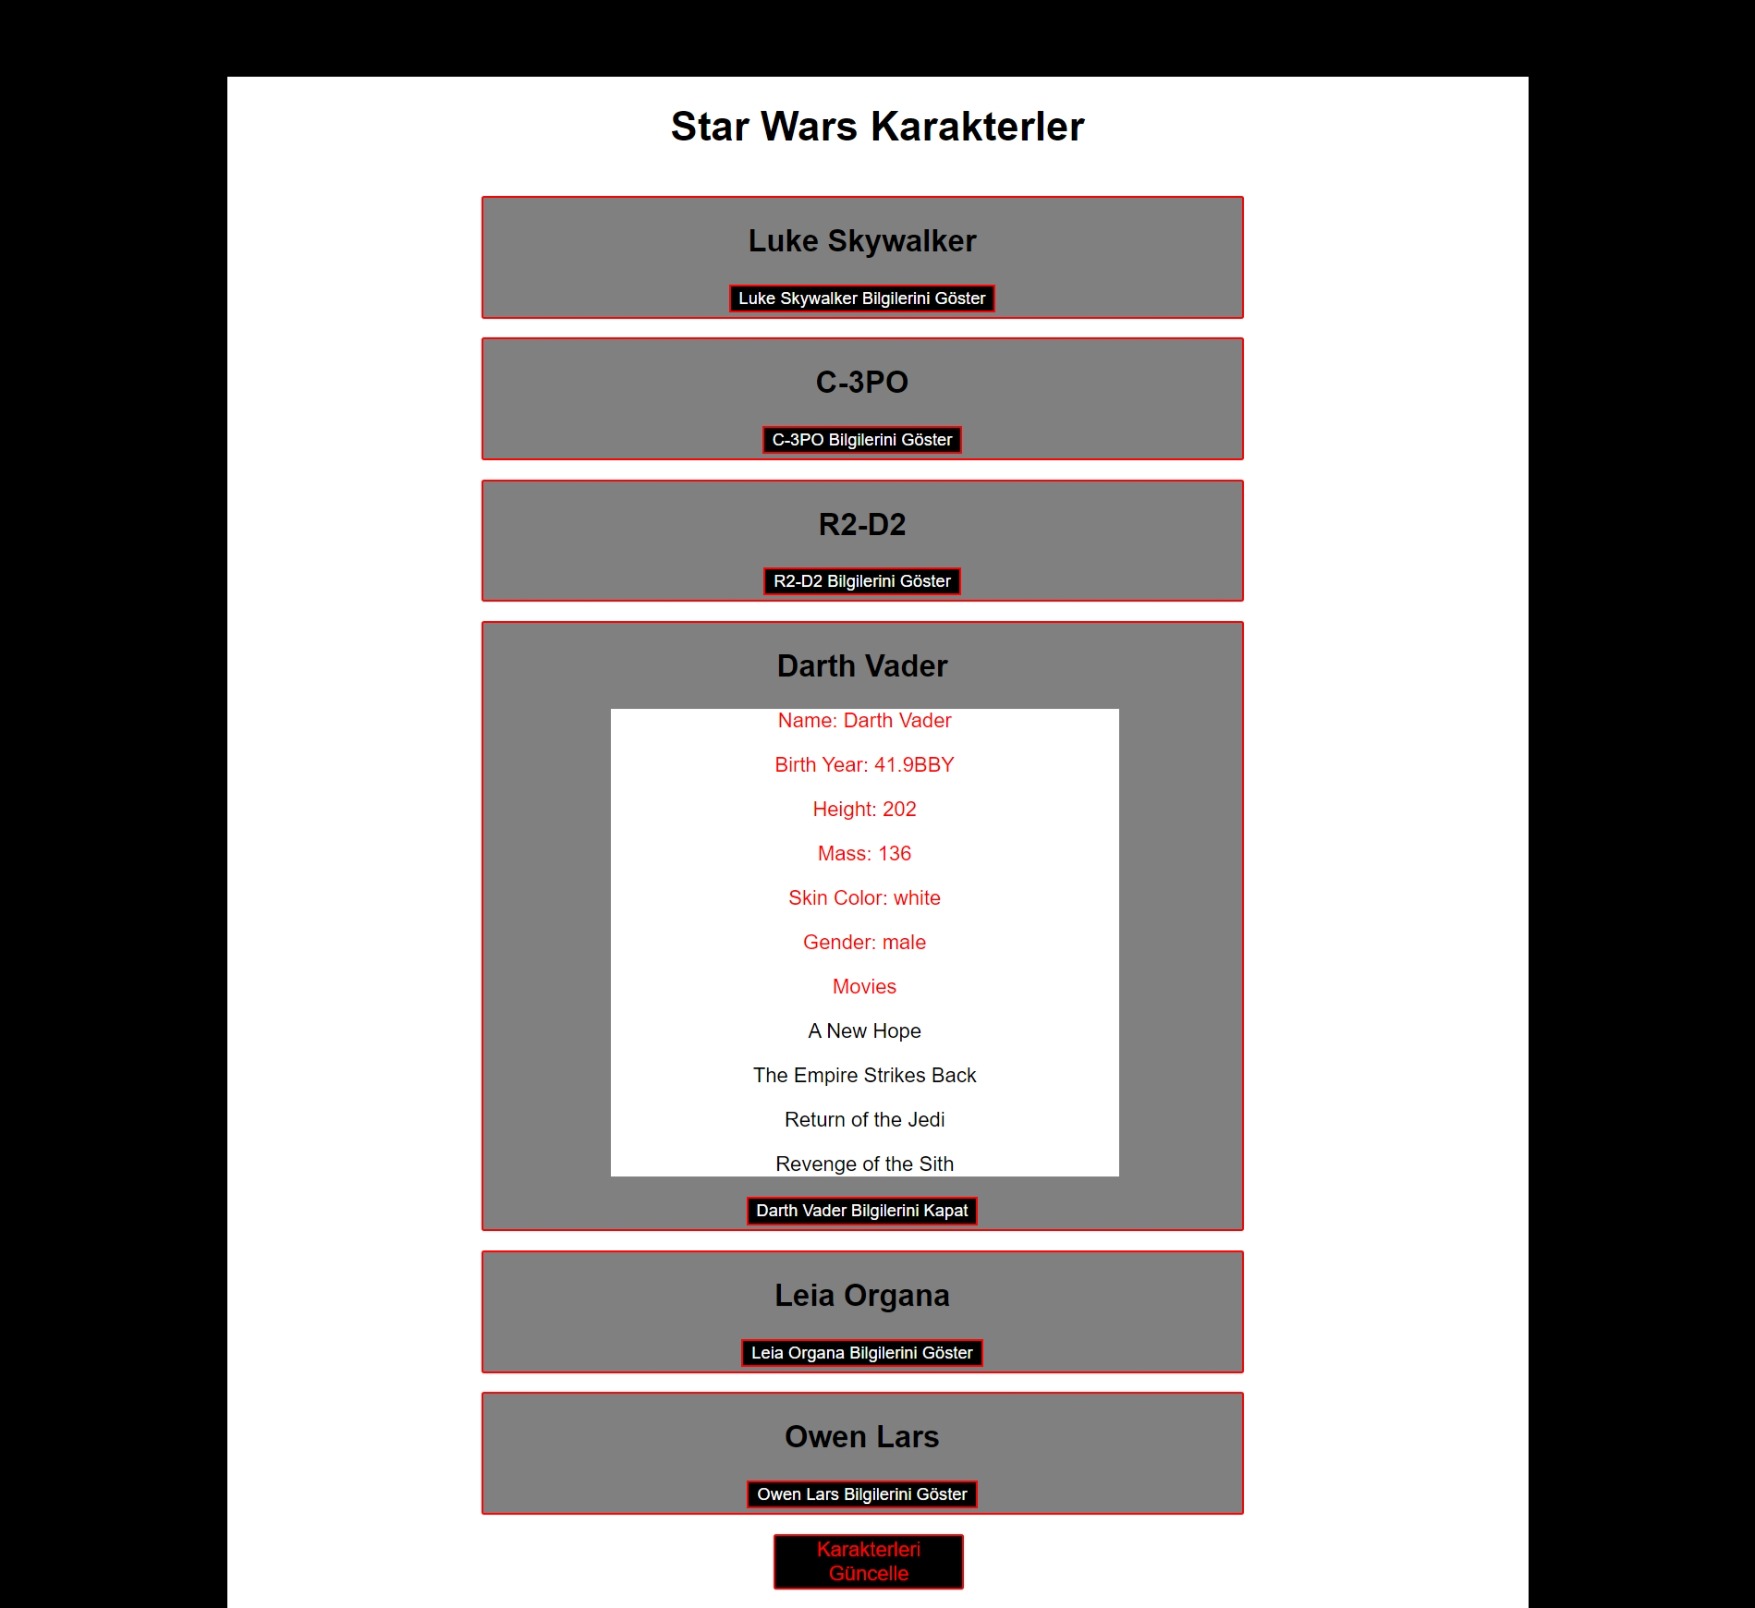 Star Wars Karakterler
Luke Skywalker
Luke Skywalker Bilgilerini Göster
C-3PO
C-3PO Bilgilerini Göster
R2-D2
R2-D2 Bilgilerini Göster
Darth Vader
Name: Darth Vader
Birth Year: 41.9BBY
Height: 202
Mass: 136
Skin Color: white
Gender: male
Movies
A New Hope
The Empire Strikes Back
Return of the Jedi
Revenge of the Sith
Darth Vader Bilgilerini Kapat
Leia Organa
Leia Organa Bilgilerini Göster
Owen Lars
Owen Lars Bilgilerini Göster
Karakterleri
Güncelle